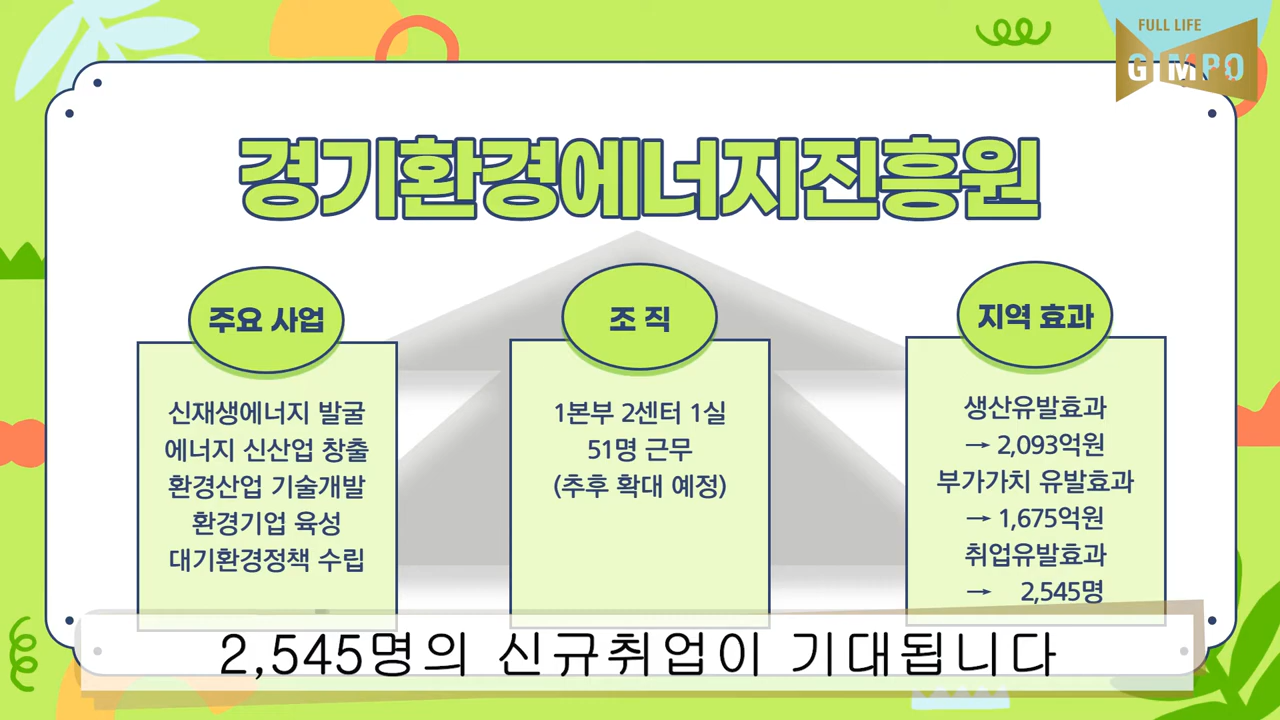 FULL LIFE
GIMPO
경기환경에너지진흥원
주요 사업
신재생에너지 발굴
에너지 신산업 창출
환경산업 기술개발
환경기업 육성
대기환경정책 수립
조 직
1본부 2센터 1실
51명 근무
(추후 확대 예정)
지역 효과
생산유발효과
→ 2,093억원
부가가치 유발효과
→ 1,675억원
취업유발효과
→ 2,545명
2,545명의 신규취업이 기대됩니다